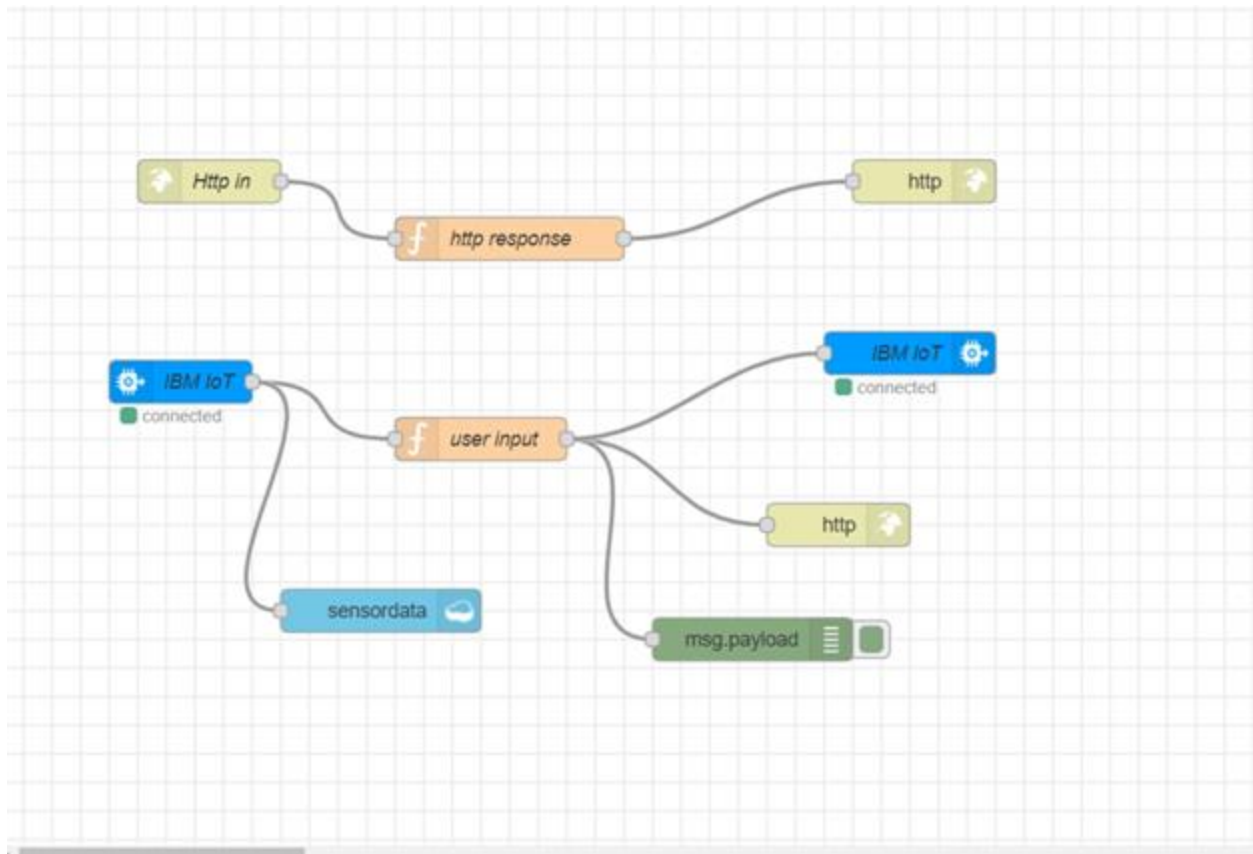 Http in
http
http response
IBM IoT
connected
IBM IoT
connected
user input
http
sensordata
msg.payload